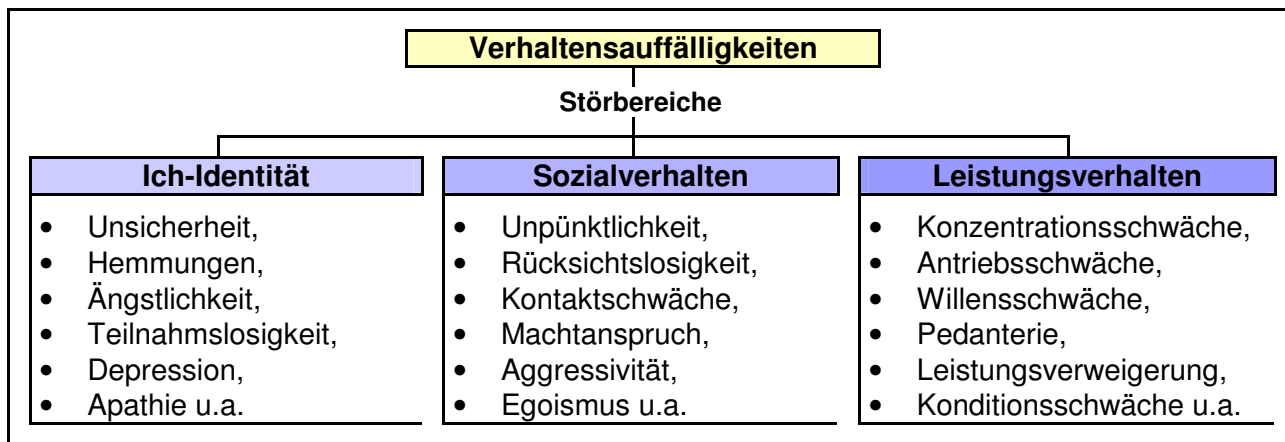 Verhaltensauffälligkeiten
Störbereiche
Ich-Identität
• Unsicherheit,
• Hemmungen,
• Ängstlichkeit,
• Teilnahmslosigkeit,
• Depression,
• Apathie u.a.
Sozialverhalten
• Unpünktlichkeit,
• Rücksichtslosigkeit,
• Kontaktschwäche,
• Machtanspruch,
• Aggressivität,
• Egoismus u.a.
Leistungsverhalten
• Konzentrationsschwäche,
• Antriebsschwäche,
• Willensschwäche,
• Pedanterie,
• Leistungsverweigerung,
• Konditionsschwäche u.a.